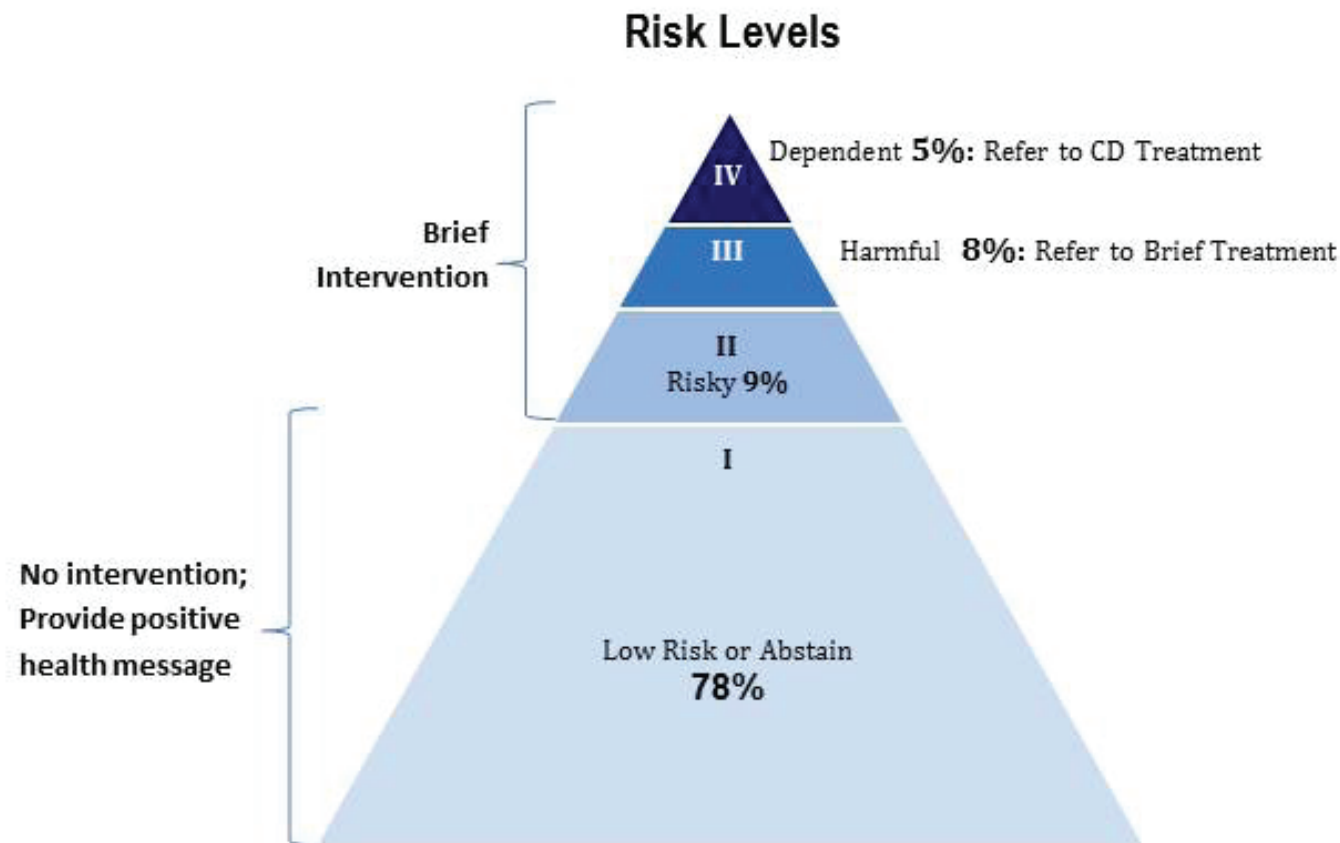 Risk Levels
IV
Dependent 5%: Refer to CD Treatment
Brief
Intervention
III
Harmful 8%: Refer to Brief Treatment
II
Risky 9%
I
No intervention;
Provide positive
health message
Low Risk or Abstain
78%